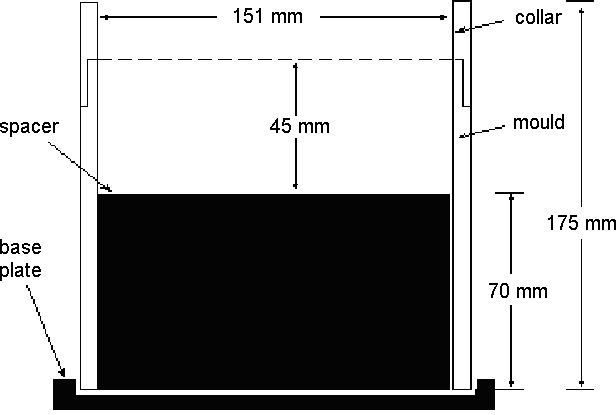 151 mm
collar
spacer
45 mm
mould
175 mm
base
plate
70 mm